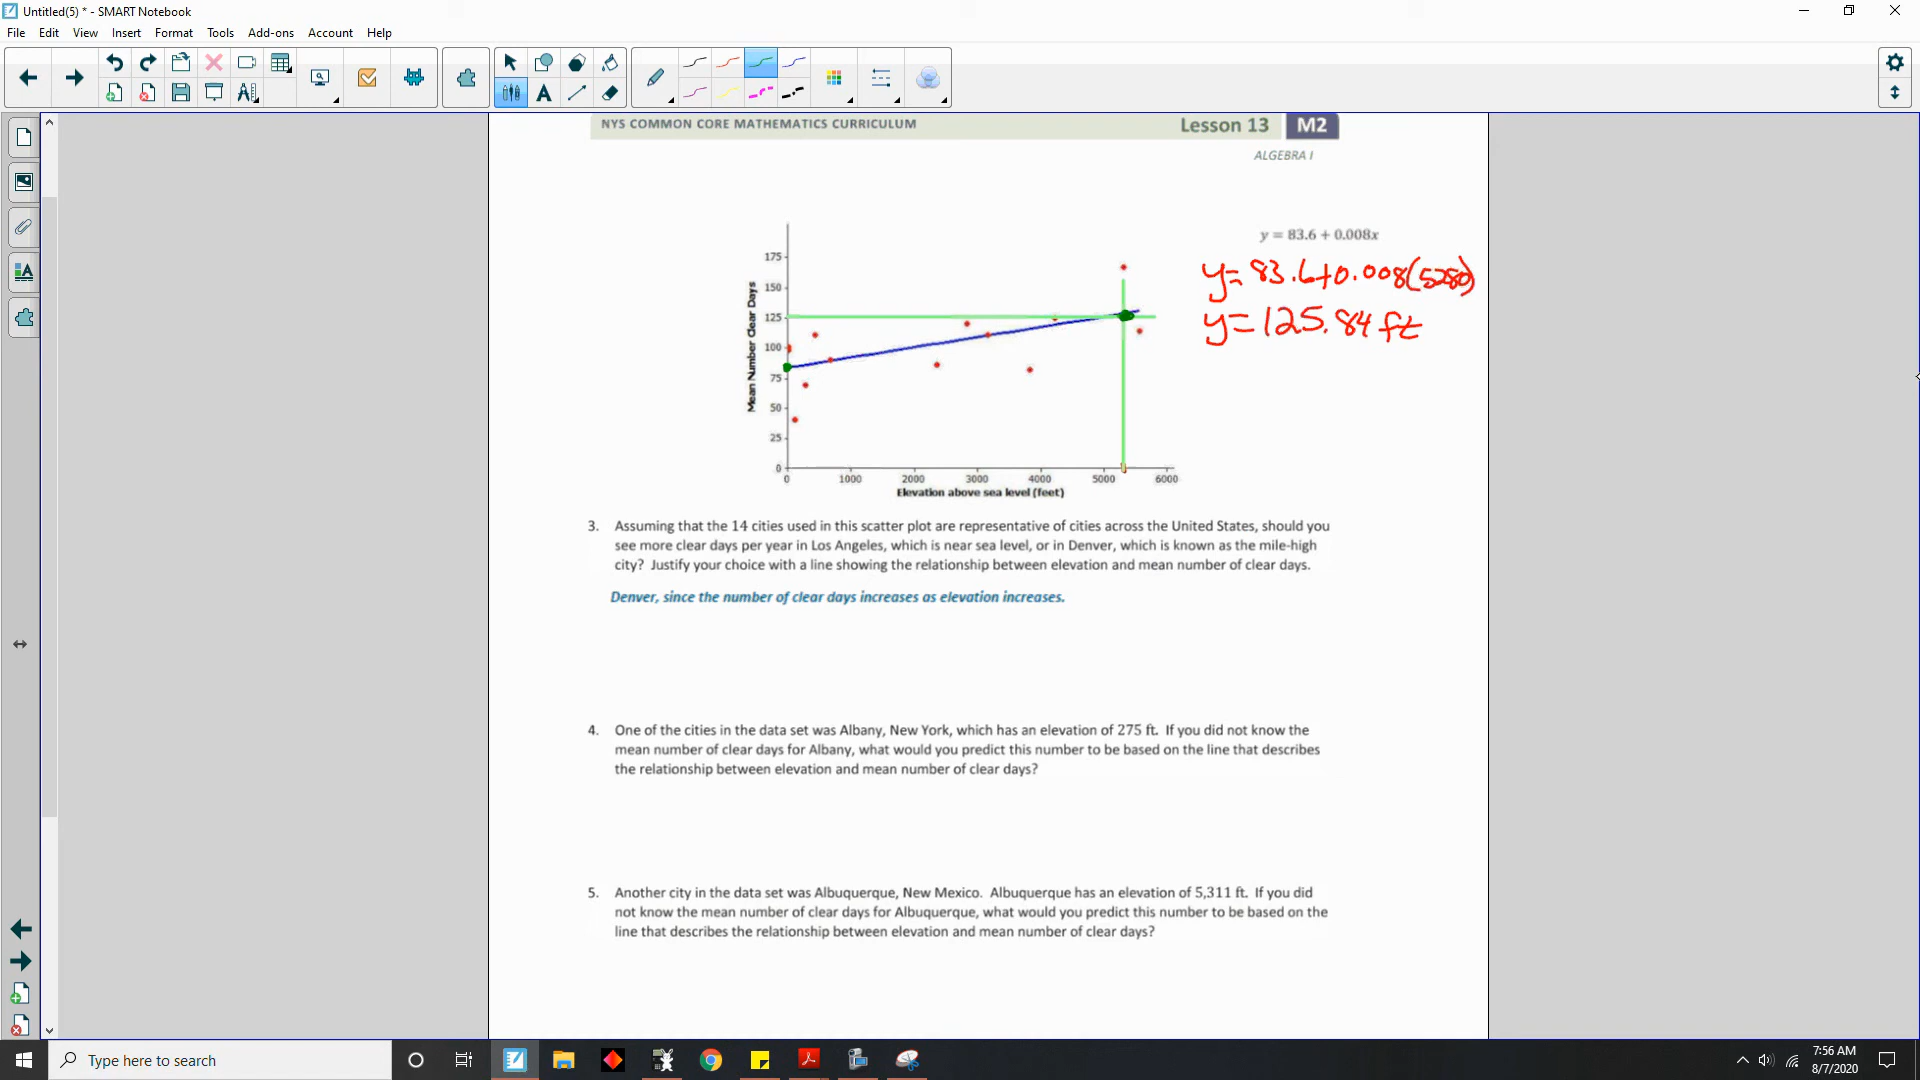 Untitled(5) * - SMART Notebook
File Edit View Insert Format Tools Add-ons Account Help
NYS COMMON CORE MATHEMATICS CURRICULUM Lesson 13 M2
ALGEBRA I
y = 83.6 + 0.008x
y = 83.6+0.008(5280)
y = 125.84 ft
Mean Number Clear Days
175
150
125
100
75
50
25
0
0 1000 2000 3000 4000 5000 6000
Elevation above sea level (feet)
3. Assuming that the 14 cities used in this scatter plot are representative of cities across the United States, should you
see more clear days per year in Los Angeles, which is near sea level, or in Denver, which is known as the mile-high
city? Justify your choice with a line showing the relationship between elevation and mean number of clear days.
Denver, since the number of clear days increases as elevation increases.
4. One of the cities in the data set was Albany, New York, which has an elevation of 275 ft. If you did not know the
mean number of clear days for Albany, what would you predict this number to be based on the line that describes
the relationship between elevation and mean number of clear days?
5. Another city in the data set was Albuquerque, New Mexico. Albuquerque has an elevation of 5,311 ft. If you did
not know the mean number of clear days for Albuquerque, what would you predict this number to be based on the
line that describes the relationship between elevation and mean number of clear days?
Type here to search
7:56 AM
8/7/2020